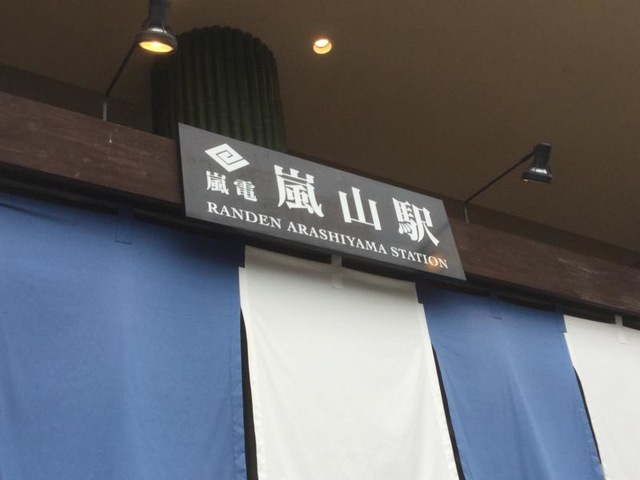 嵐電 嵐山駅
RANDEN ARASHIYAMA STATION